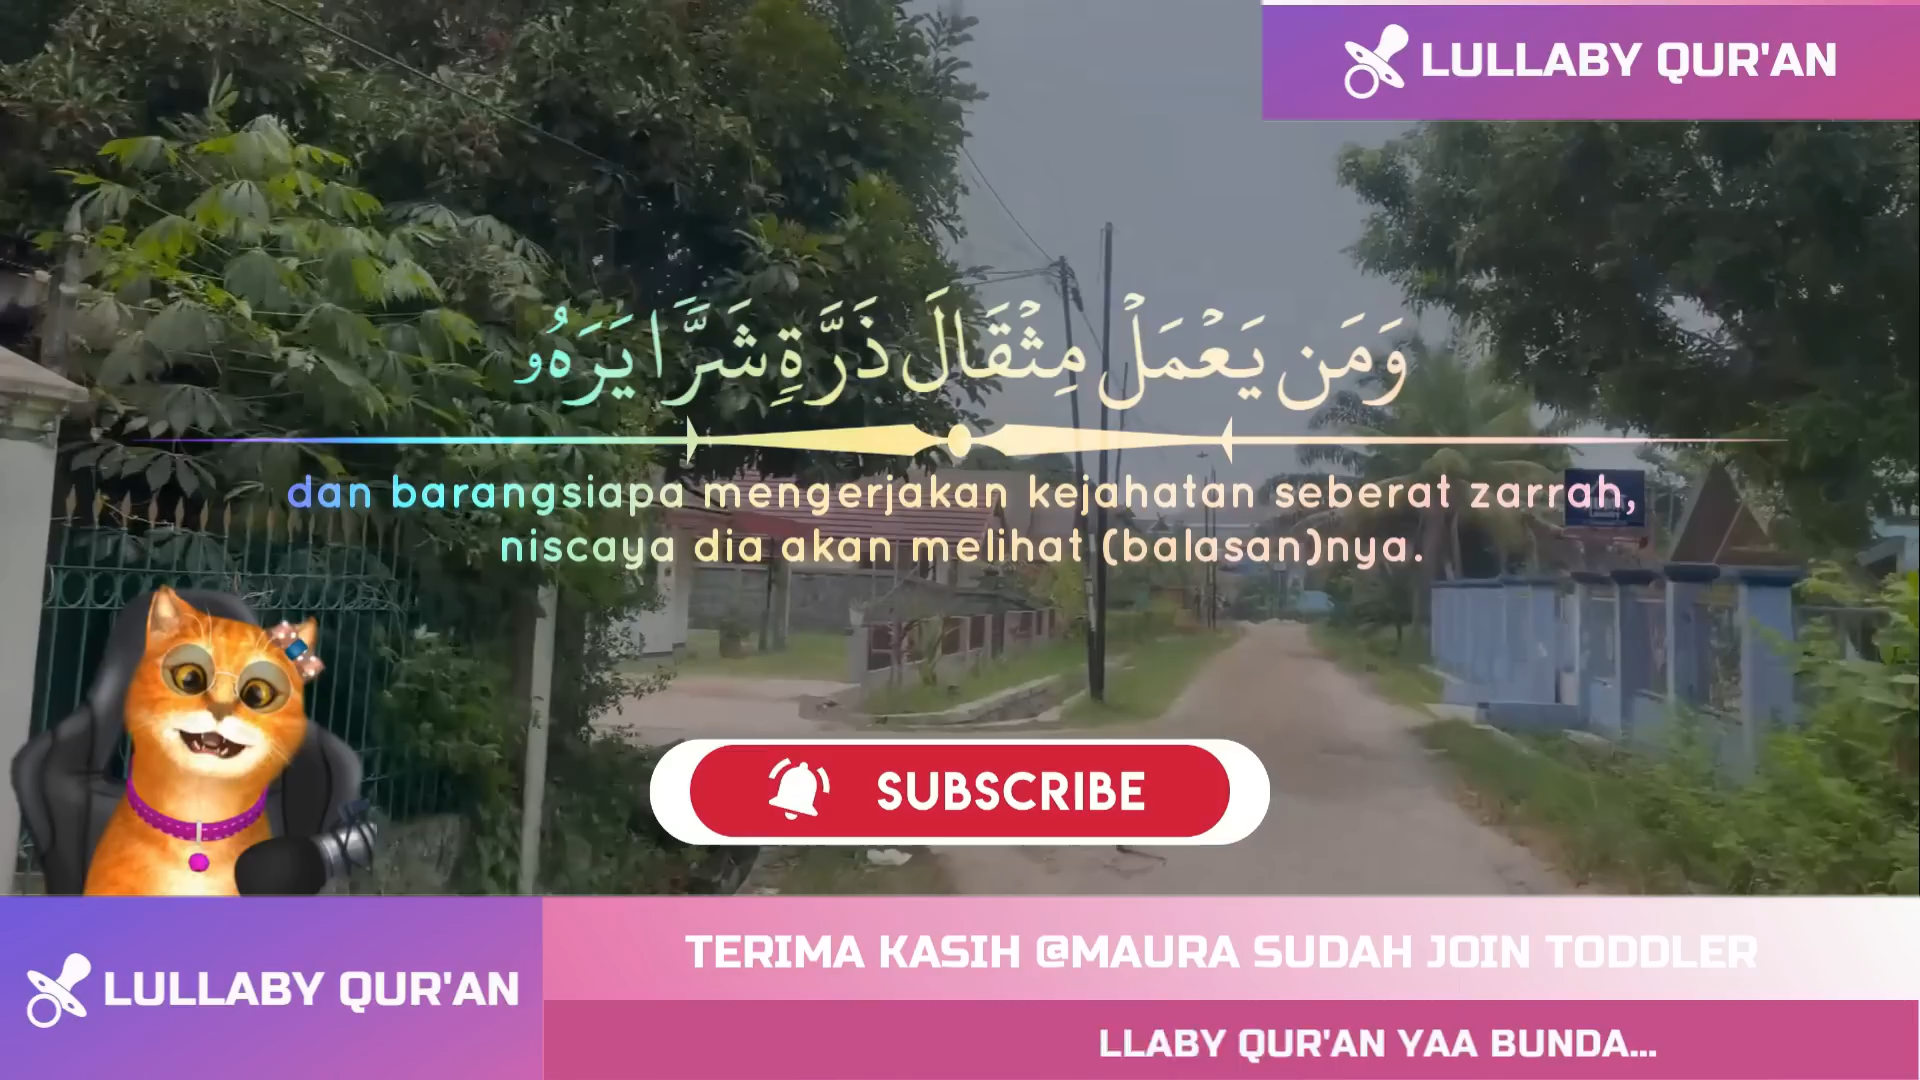 LULLABY QUR'AN
وَمَن يَعْمَلْ مِثْقَالَ ذَرَّةٍ شَرًّا يَرَهُۥ
dan barangsiapa mengerjakan kejahatan seberat zarrah,
niscaya dia akan melihat (balasan)nya.
SUBSCRIBE
LULLABY QUR'AN
TERIMA KASIH @MAURA SUDAH JOIN TODDLER
LLABY QUR'AN YAA BUNDA...